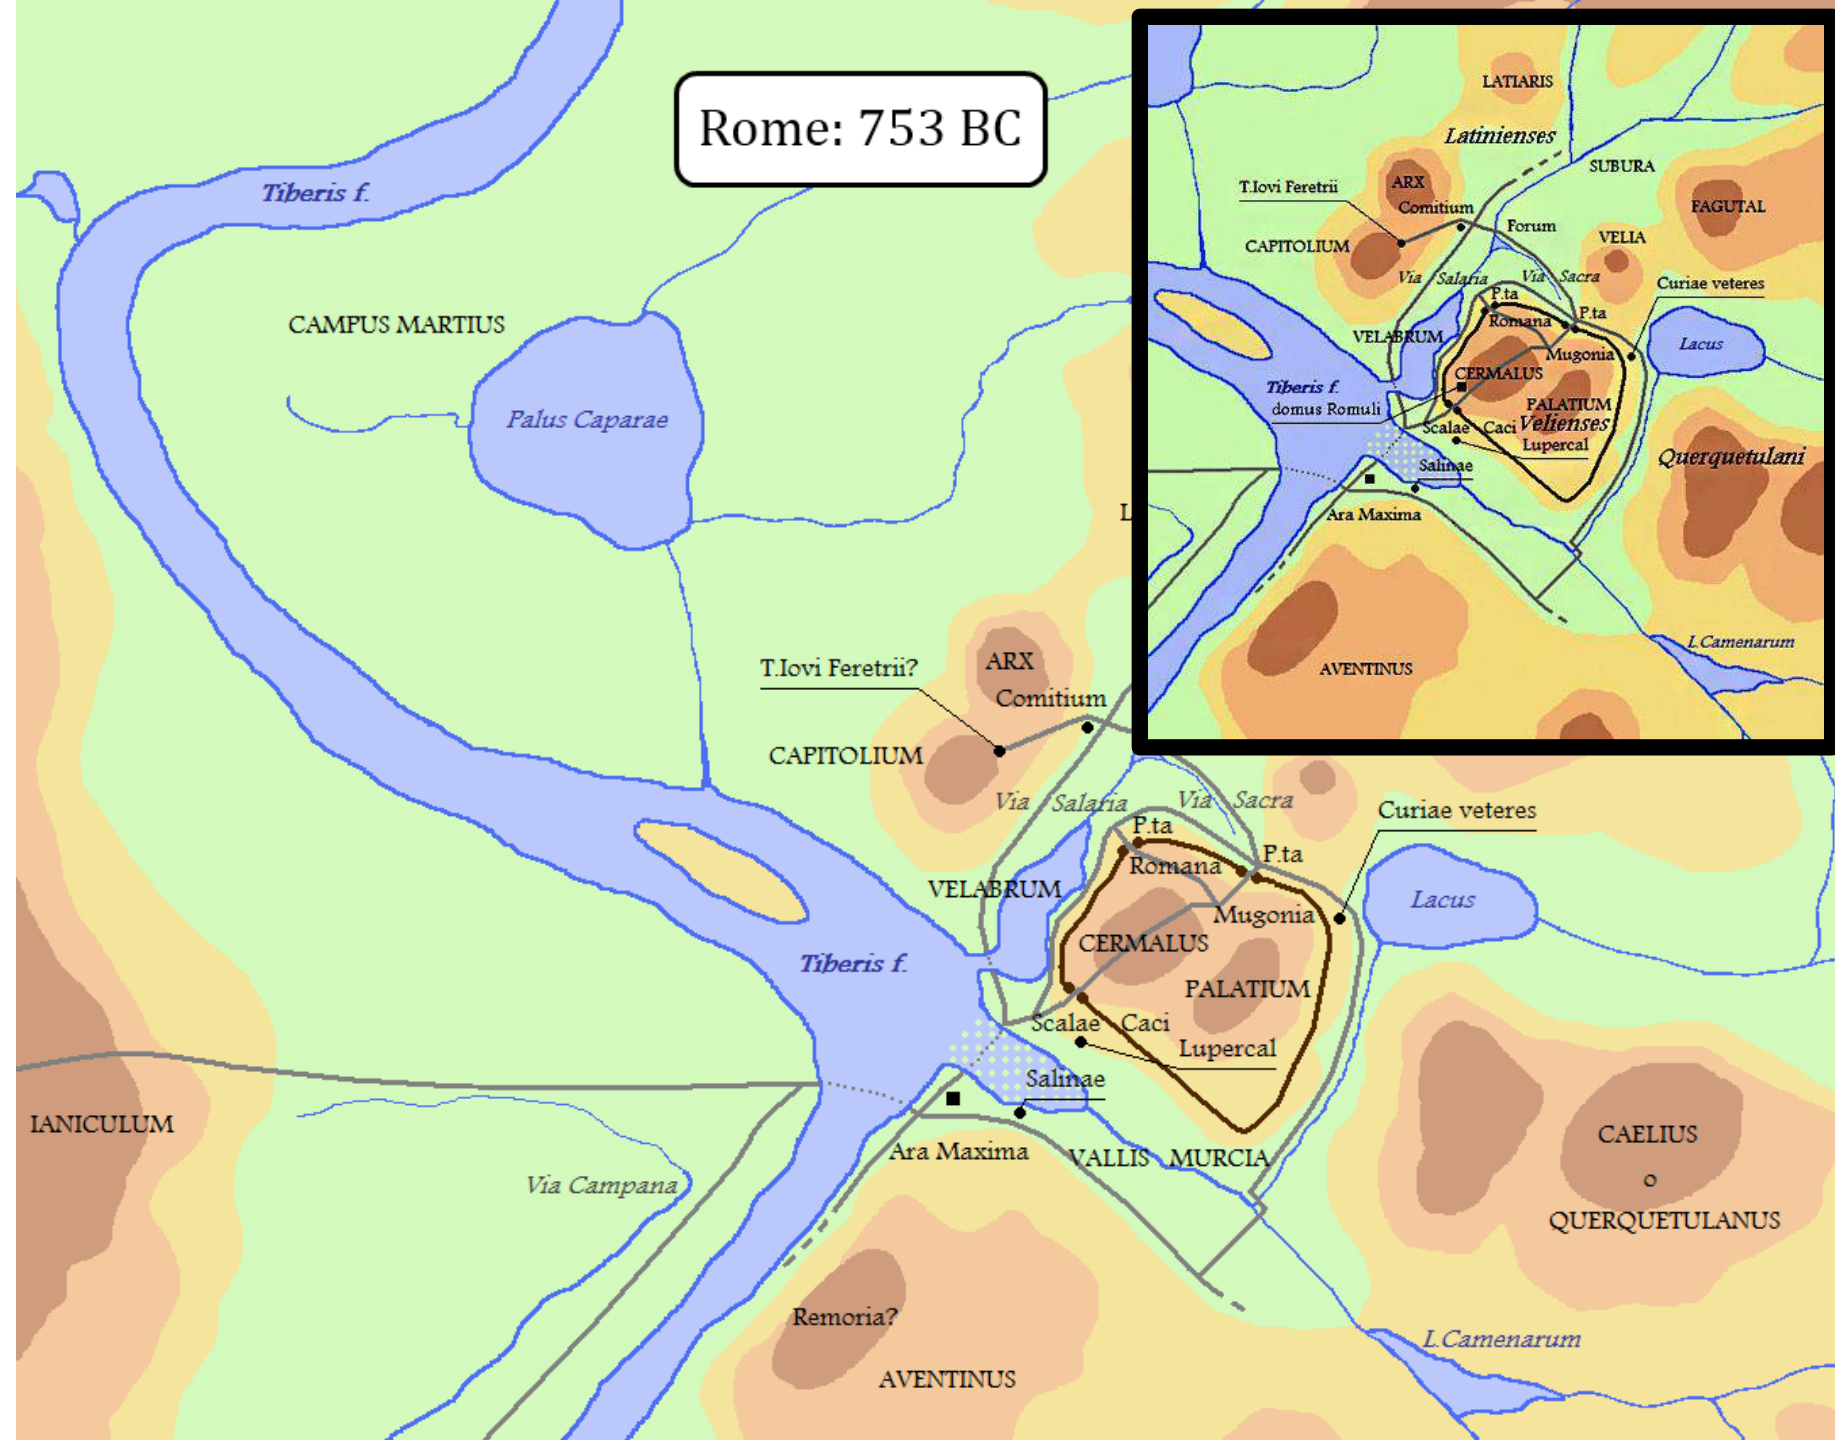 Rome: 753 BC
Tiberis f.
CAMPUS MARTIUS
Palus Caparae
L
T.Iovi Feretrii?
ARX
Comitium
CAPITOLIUM
Via Salaria
Via Sacra
P.ta
Romana
P.ta
Mugonia
Curiae veteres
VELABRUM
Lacus
CERMALUS
Tiberis f.
PALATIUM
Scalae Caci
Lupercal
Salinae
IANICULUM
Ara Maxima
VALLIS MURCIA
Via Campana
CAELIUS
o
QUERQUETULANUS
Remoria?
AVENTINUS
L.Camenarum
LATIARIS
Latinienses
SUBURA
T.Iovi Feretrii
ARX
Comitium
FAGUTAL
Forum
CAPITOLIUM
VELIA
Via Salaria
Via Sacra
Curiae veteres
P.ta
Romana
P.ta
VELABRUM
Mugonia
Lacus
CERMALUS
Tiberis f.
domus Romuli
PALATIUM
Scalae Caci
Velienses
Lupercal
Querquetulani
Salinae
Ara Maxima
L.Camenarum
AVENTINUS